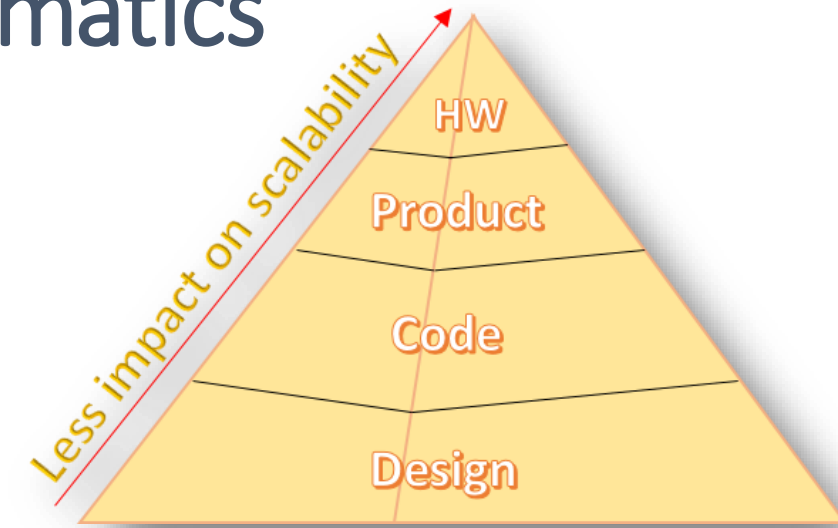 matics
Less impact on scalability
HW
Product
Code
Design